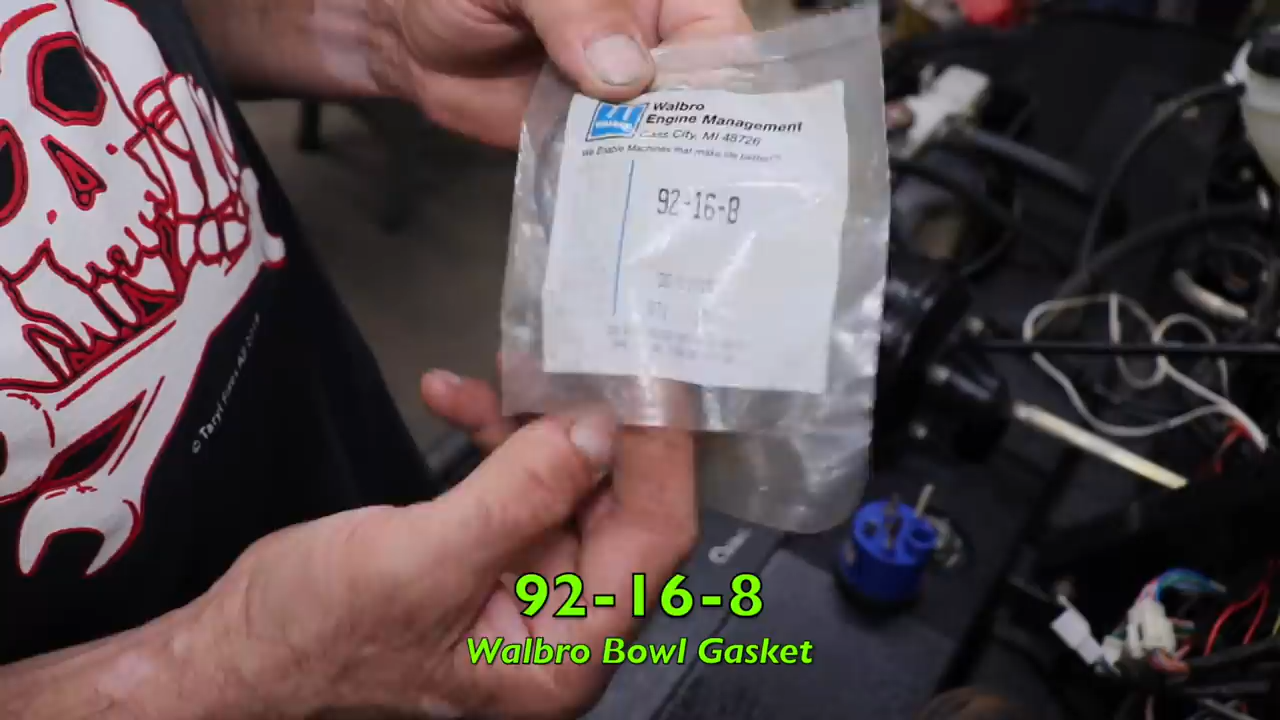 Walbro
Engine Management
Cass City, MI 48726
We Enable Machines that make life better
92-16-8
© Taryl
92-16-8
Walbro Bowl Gasket